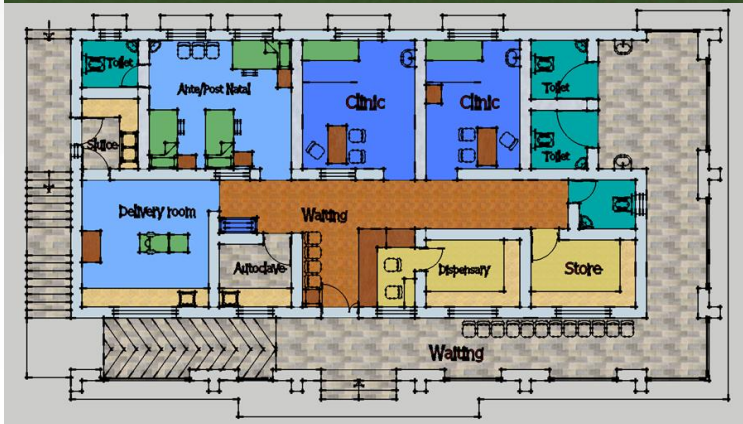 Toilet
Ante/Post Natal
Clinic
Clinic
Toilet
Sluice
Toilet
Delivery room
Waiting
Autoclave
Dispensary
Store
Waiting